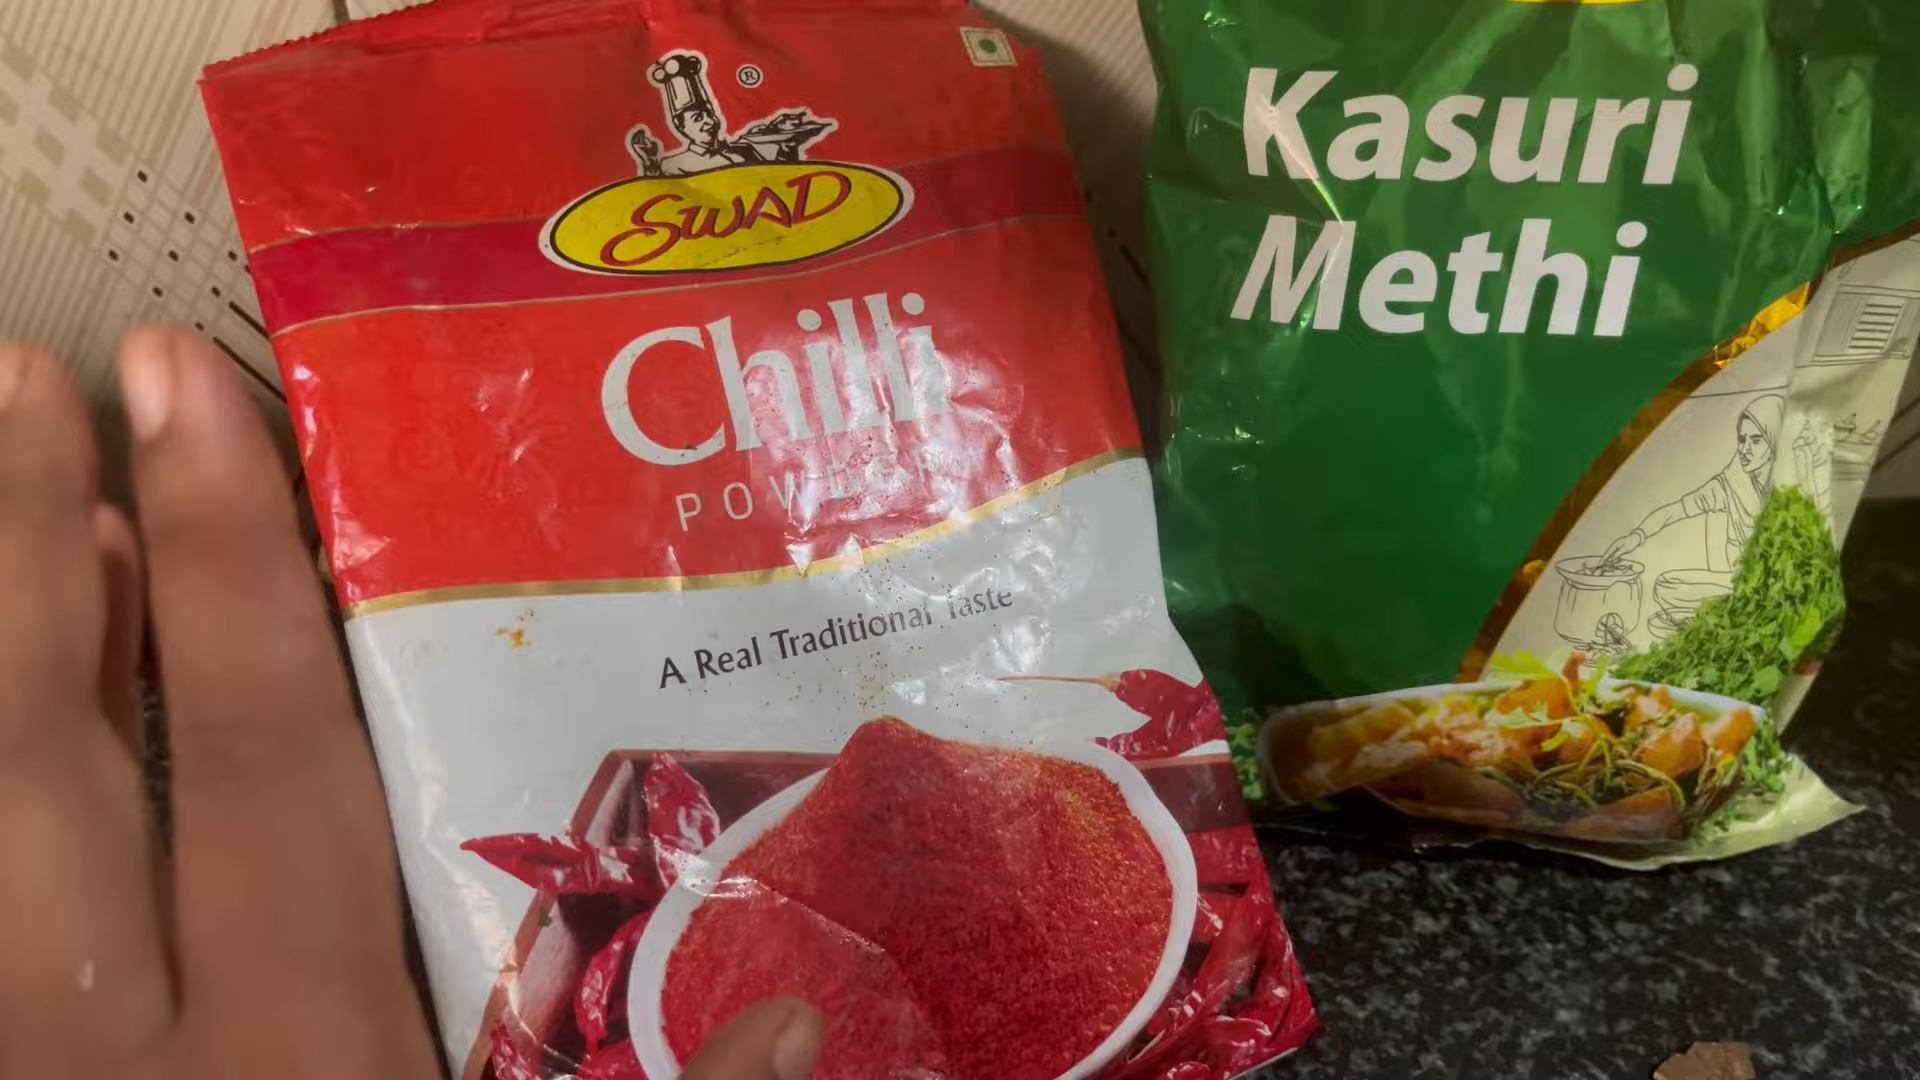 SWAD
®
Chilli
POWDER
A Real Traditional Taste
Kasuri
Methi